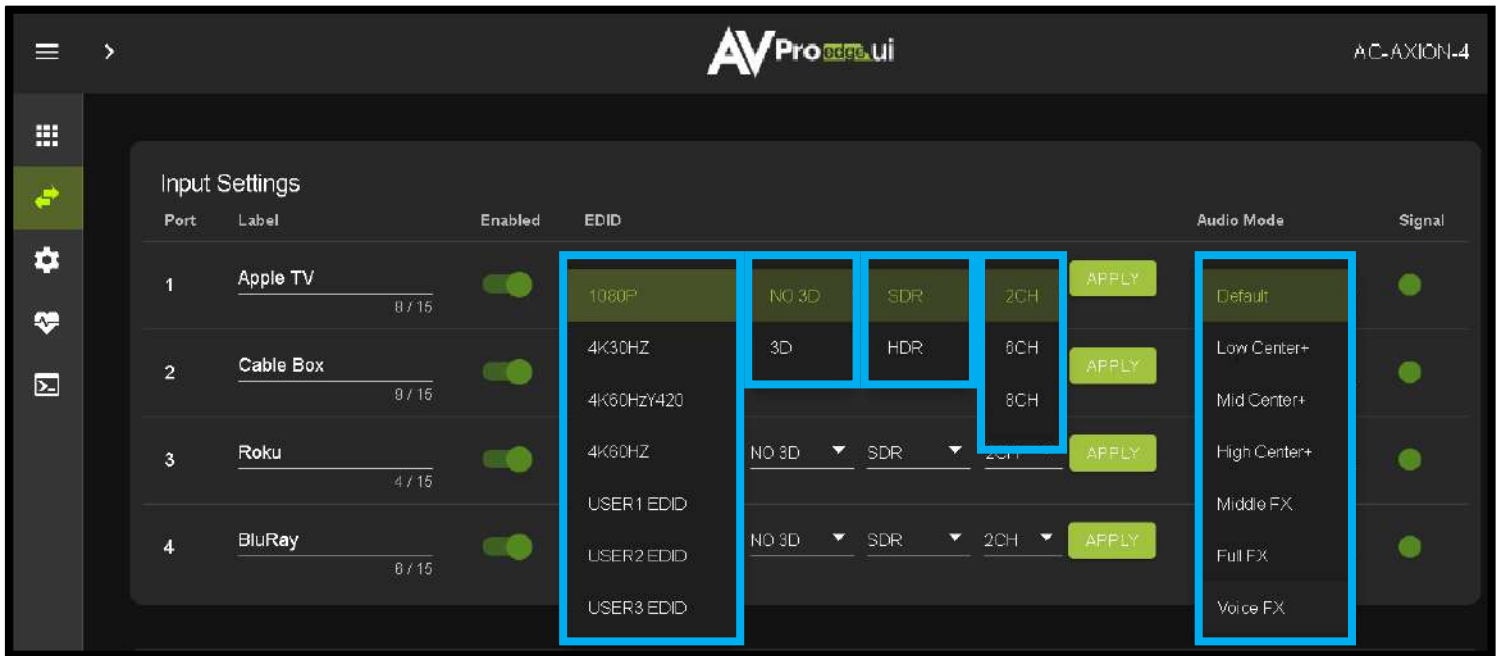 AVPro edge.ui
AC-AXION-4
Input Settings
Port Label Enabled EDID Audio Mode Signal
1 Apple TV 1080P NO 3D SDR 2CH APPLY Default
8 / 15
4K30HZ 3D HDR 6CH Low Center+
2 Cable Box APPLY
9 / 15
4K60HzY420 8CH Mid Center+
3 Roku 4K60HZ NO 3D SDR 2CH APPLY High Center+
4 / 15
USER1 EDID Middle FX
4 BluRay NO 3D SDR 2CH APPLY
USER2 EDID Full FX
6 / 15
USER3 EDID Voice FX